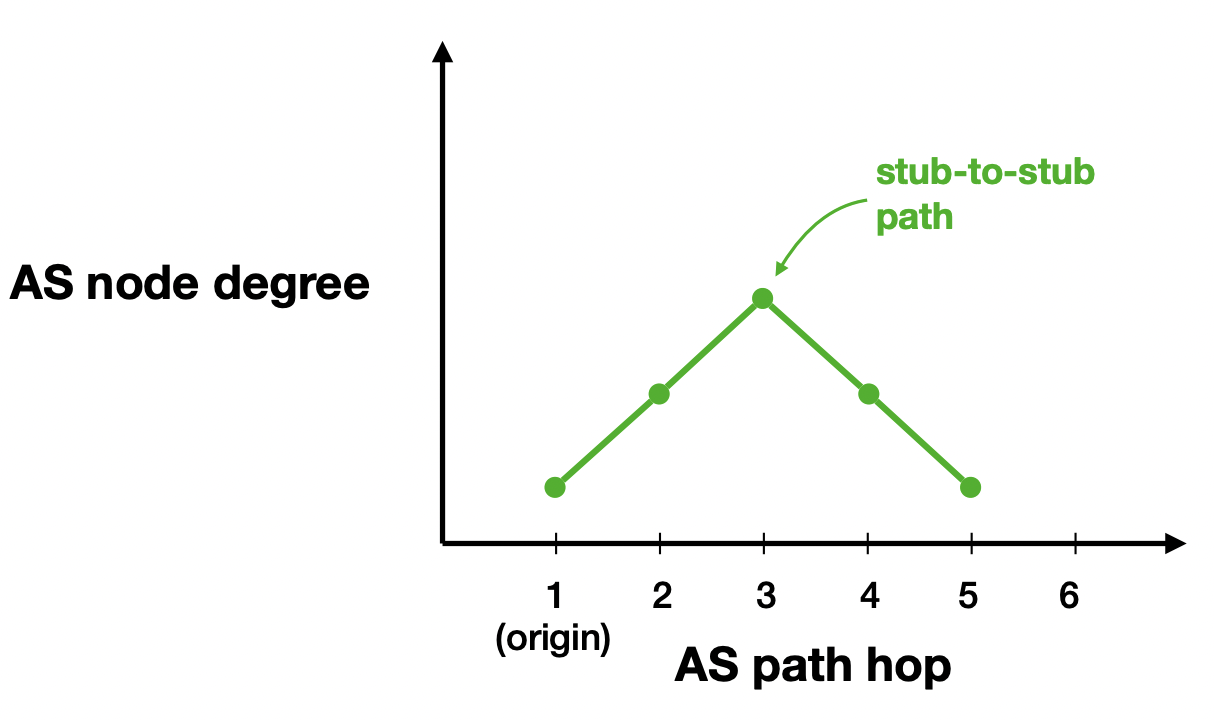 stub-to-stub
path
AS node degree
1 2 3 4 5 6
(origin)
AS path hop